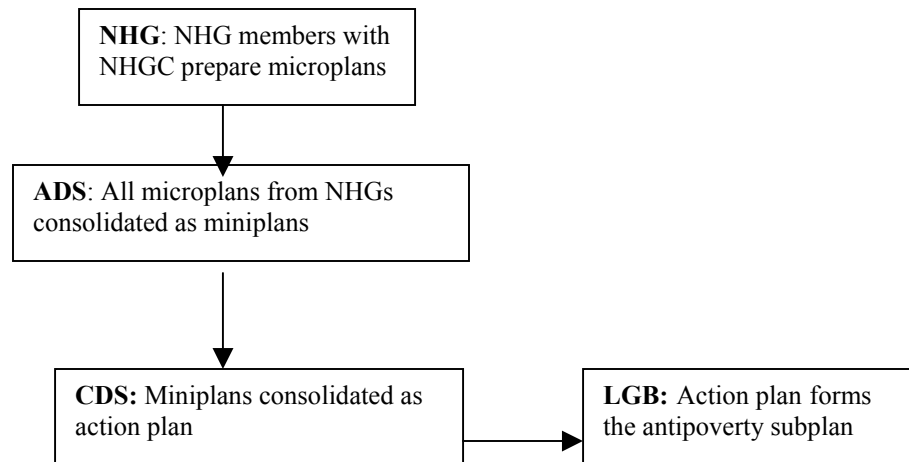 NHG: NHG members with
NHGC prepare microplans
ADS: All microplans from NHGs
consolidated as miniplans
CDS: Miniplans consolidated as
action plan
LGB: Action plan forms
the antipoverty subplan